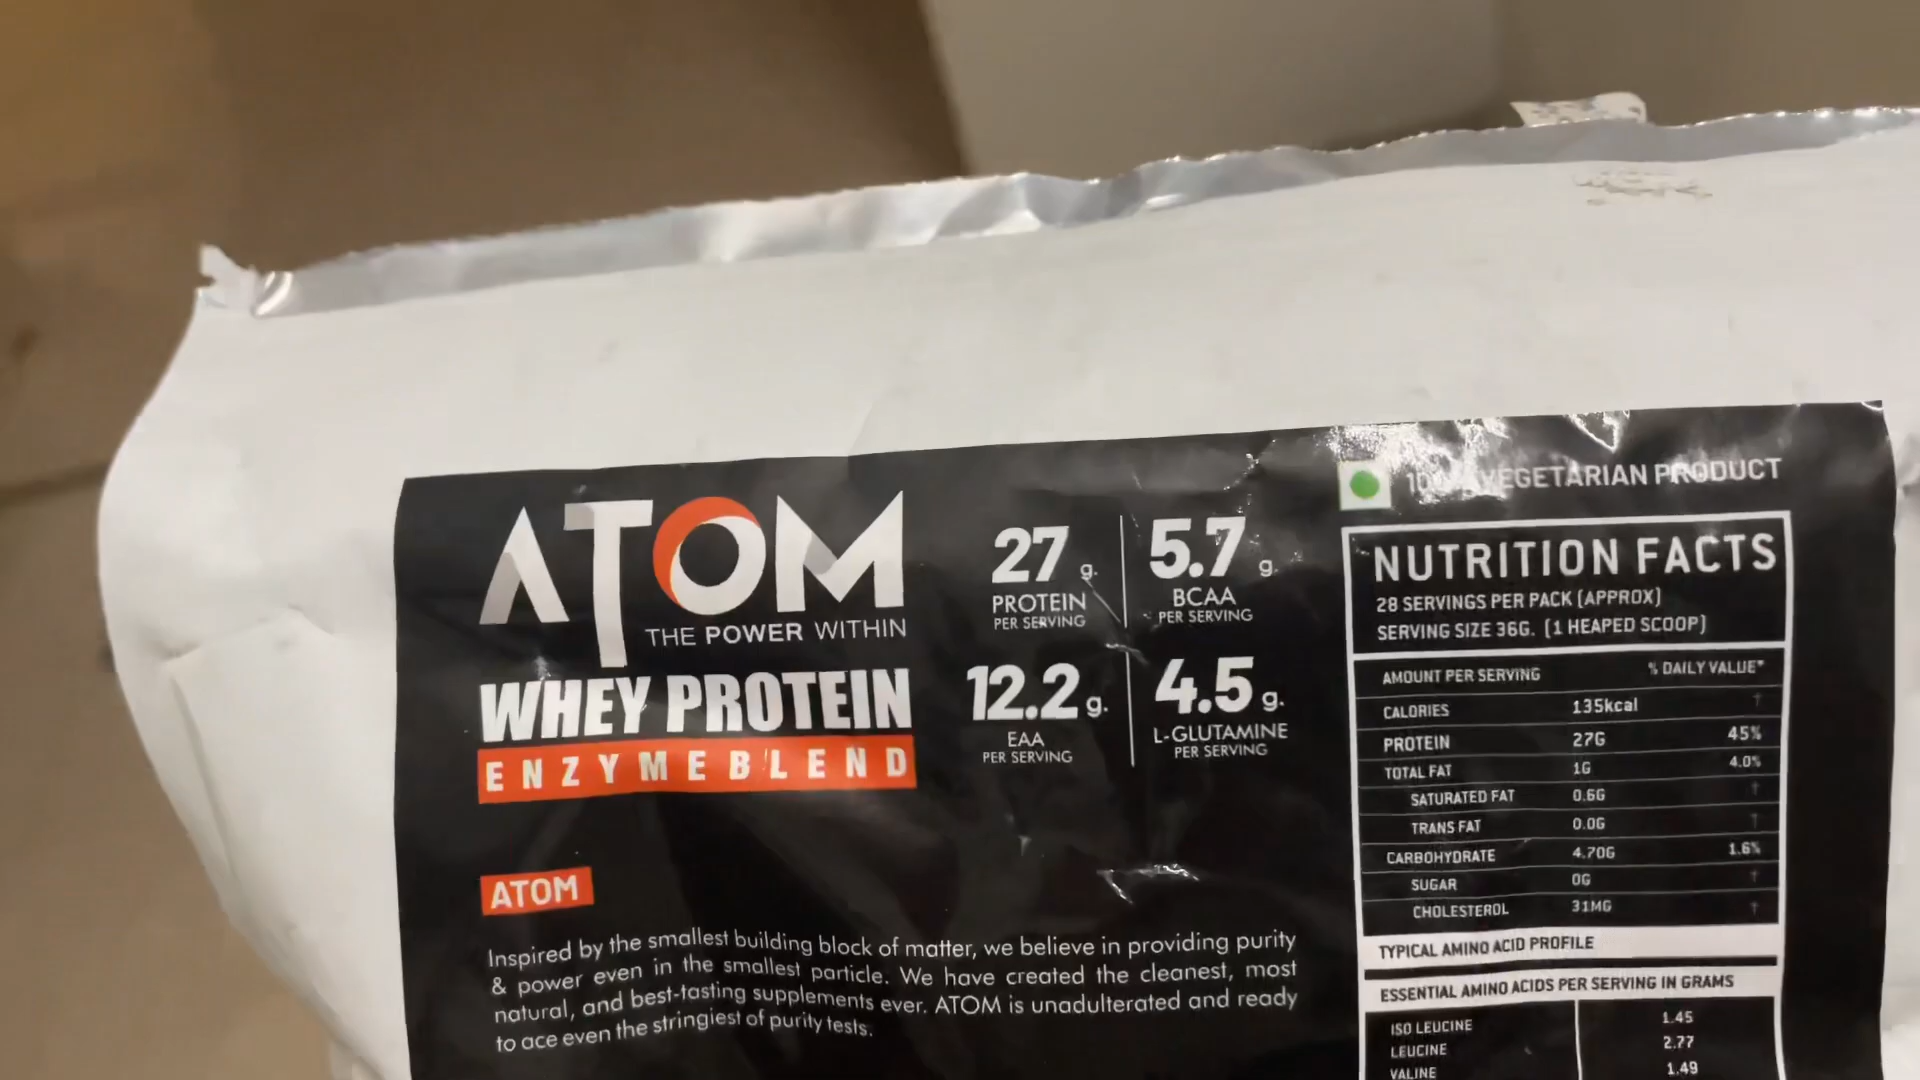 ATOM
THE POWER WITHIN
WHEY PROTEIN
ENZYMEBLEND
27 g.
PROTEIN
PER SERVING
5.7 g.
BCAA
PER SERVING
12.2 g.
EAA
PER SERVING
4.5 g.
L-GLUTAMINE
PER SERVING
ATOM
Inspired by the smallest building block of matter, we believe in providing purity
& power even in the smallest particle. We have created the cleanest, most
natural, and best-tasting supplements ever. ATOM is unadulterated and ready
to ace even the stringiest of purity tests.
VEGETARIAN PRODUCT
NUTRITION FACTS
28 SERVINGS PER PACK (APPROX)
SERVING SIZE 36G. (1 HEAPED SCOOP)
AMOUNT PER SERVING % DAILY VALUE*
CALORIES 135kcal †
PROTEIN 27G 45%
TOTAL FAT 1G 4.0%
SATURATED FAT 0.6G †
TRANS FAT 0.0G †
CARBOHYDRATE 4.70G 1.6%
SUGAR 0G †
CHOLESTEROL 31MG †
TYPICAL AMINO ACID PROFILE
ESSENTIAL AMINO ACIDS PER SERVING IN GRAMS
ISO LEUCINE 1.45
LEUCINE 2.77
VALINE 1.49